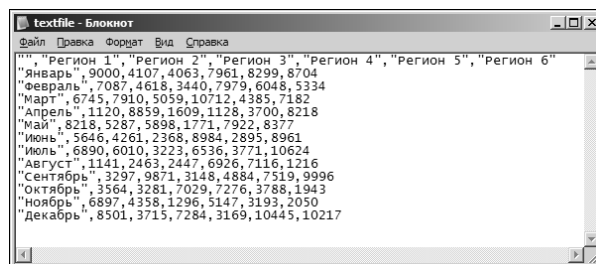 textfile - Блокнот
Файл Правка Формат Вид Справка
"","Регион 1","Регион 2","Регион 3","Регион 4","Регион 5","Регион 6"
"Январь",9000,4107,4063,7961,8299,8704
"Февраль",7087,4618,3440,7979,6048,5334
"Март",6745,7910,5059,10712,4385,7182
"Апрель",1120,8859,1609,1128,3700,8218
"Май",8218,5287,5898,1771,7922,8377
"Июнь",5646,4261,2368,8984,2895,8961
"Июль",6890,6010,3223,6536,3771,10624
"Август",1141,2463,2447,6926,7116,1216
"Сентябрь",3297,9871,3148,4884,7519,9996
"Октябрь",3564,3281,7029,7276,3788,1943
"Ноябрь",6897,4358,1296,5147,3193,2050
"Декабрь",8501,3715,7284,3169,10445,10217